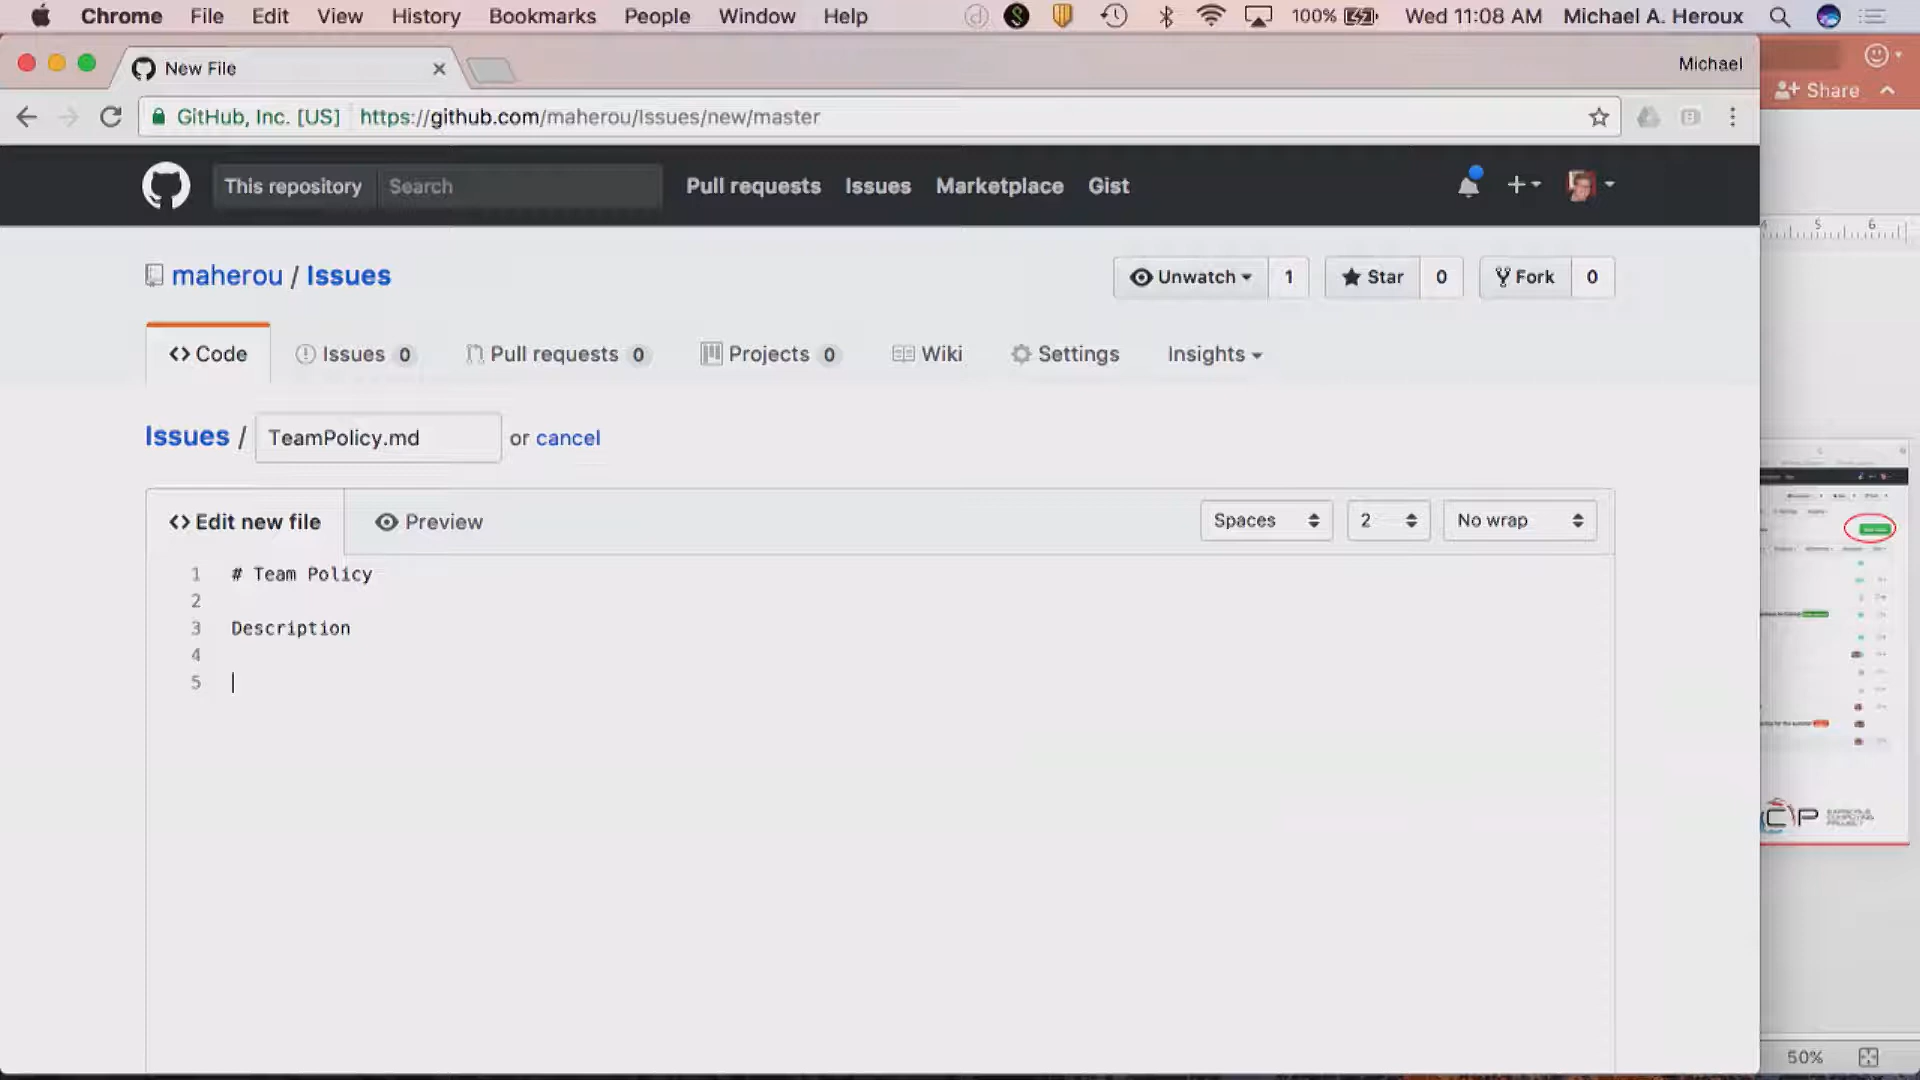 Chrome File Edit View History Bookmarks People Window Help 100% Wed 11:08 AM Michael A. Heroux
New File Michael
Share
GitHub, Inc. [US] https://github.com/maherou/Issues/new/master
This repository Search Pull requests Issues Marketplace Gist
5 6
maherou / Issues Unwatch 1 Star 0 Fork 0
Code Issues 0 Pull requests 0 Projects 0 Wiki Settings Insights
Issues / TeamPolicy.md or cancel
Edit new file Preview Spaces 2 No wrap
1 # Team Policy
2
3 Description
4
5
50%